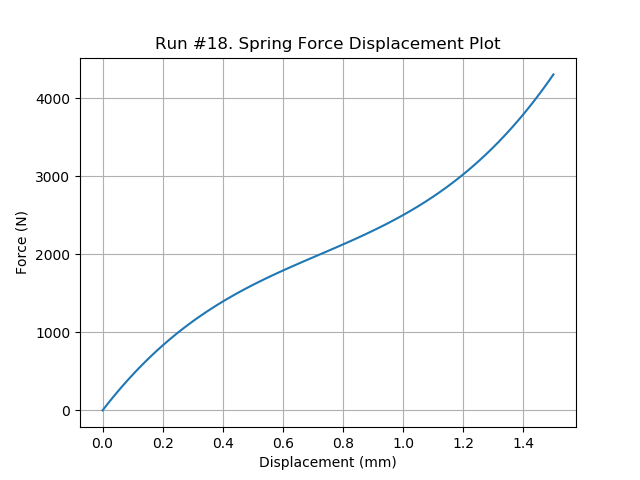 Run #18. Spring Force Displacement Plot
4000
3000
2000
1000
0
Force (N)
0.0 0.2 0.4 0.6 0.8 1.0 1.2 1.4
Displacement (mm)